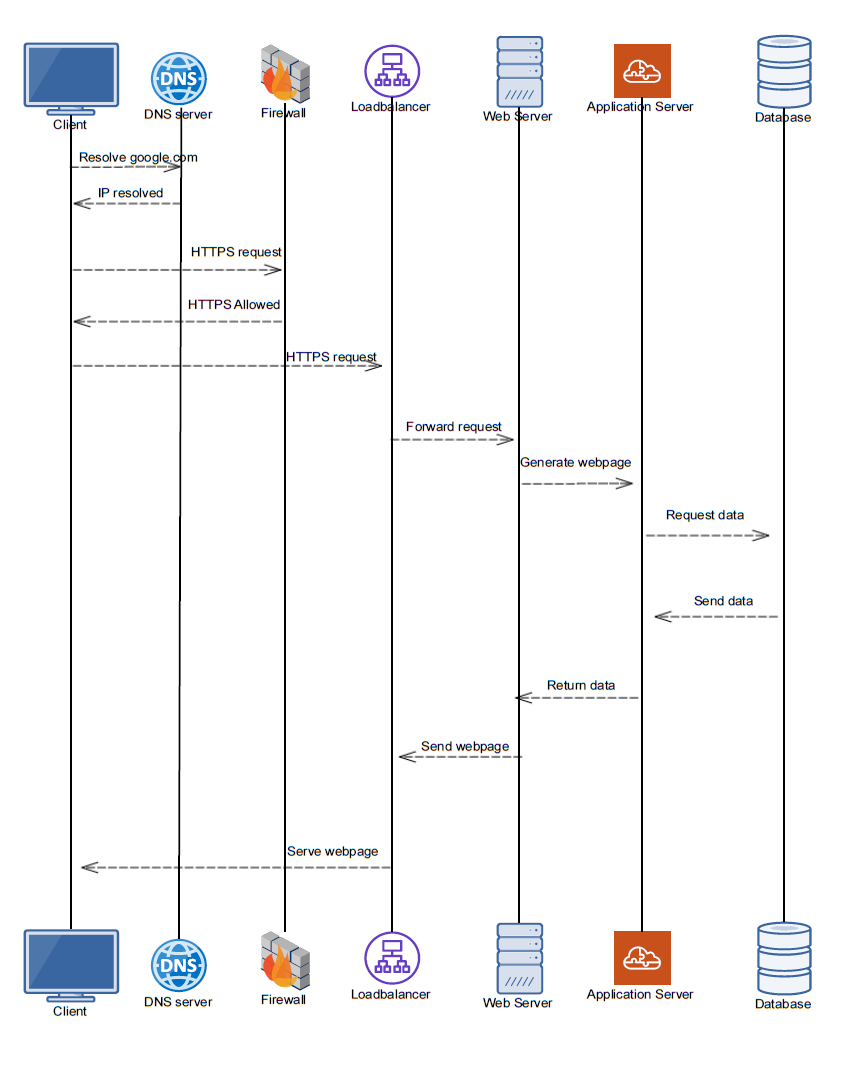 DNS
DNS server
Client
Firewall
Loadbalancer
Web Server
Application Server
Database
Resolve google.com
IP resolved
HTTPS request
HTTPS Allowed
HTTPS request
Forward request
Generate webpage
Request data
Send data
Return data
Send webpage
Serve webpage
DNS
Client
DNS server
Firewall
Loadbalancer
Web Server
Application Server
Database